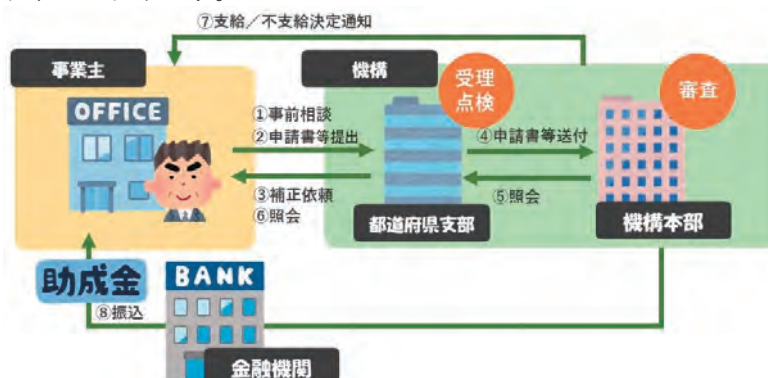 ⑦支給／不支給決定通知
事業主
機構
受理
点検
審査
OFFICE
①事前相談
②申請書等提出
④申請書等送付
③補正依頼
⑥照会
⑤照会
都道府県支部
機構本部
助成金
BANK
⑧振込
金融機関